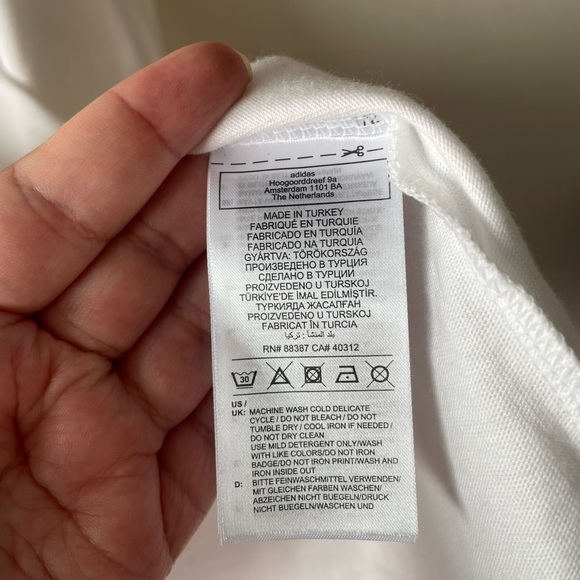 adidas
Hoogoorddreef 9a
Amsterdam 1101 BA
The Netherlands
MADE IN TURKEY
FABRIQUÉ EN TURQUIE
FABRICADO EN TURQUÍA
FABRICADO NA TURQUIA
GYÁRTVA: TÖRÖKORSZÁG
ПРОИЗВЕДЕНО В ТУРЦИЯ
СДЕЛАНО В ТУРЦИИ
PROIZVEDENO U TURSKOJ
TÜRKİYE'DE İMAL EDİLMİŞTİR.
ТУРКИЯДА ЖАСАЛҒАН
PROIZVEDENO U TURSKOJ
FABRICAT ÎN TURCIA
بلد المنشأ : تركيا
RN# 88387 CA# 40312
30
US /
UK: MACHINE WASH COLD DELICATE
CYCLE / DO NOT BLEACH / DO NOT
TUMBLE DRY / COOL IRON IF NEEDED /
DO NOT DRY CLEAN
USE MILD DETERGENT ONLY/WASH
WITH LIKE COLORS/DO NOT IRON
BADGE/DO NOT IRON PRINT/WASH AND
IRON INSIDE OUT
D: BITTE FEINWASCHMITTEL VERWENDEN/
MIT GLEICHEN FARBEN WASCHEN/
ABZEICHEN NICHT BUEGELN/DRUCK
NICHT BUEGELN/WASCHEN UND